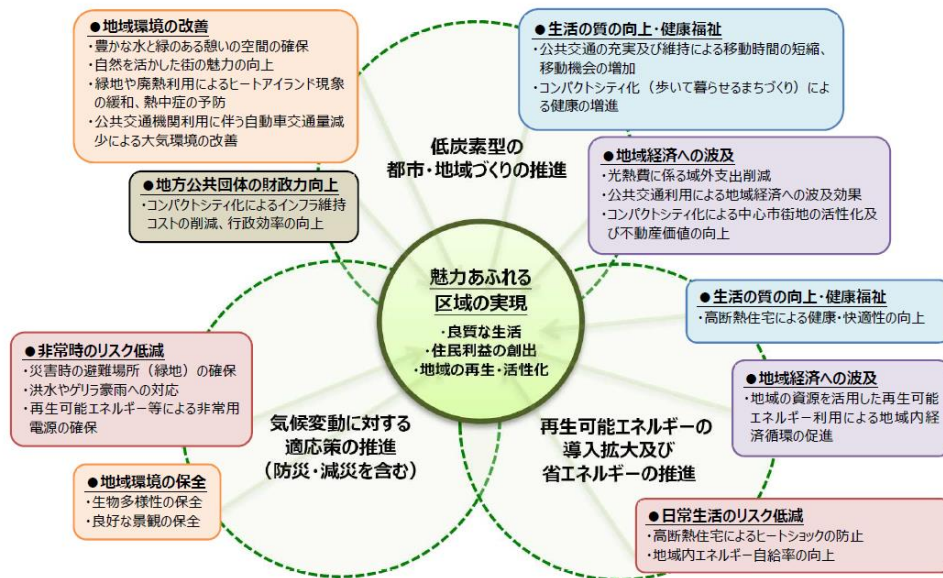 ●地域環境の改善
・豊かな水と緑のある憩いの空間の確保
・自然を活かした街の魅力の向上
・緑地や廃熱利用によるヒートアイランド現象
の緩和、熱中症の予防
・公共交通機関利用に伴う自動車交通量減
少による大気環境の改善
●地方公共団体の財政力向上
・コンパクトシティ化によるインフラ維持
コストの削減、行政効率の向上
低炭素型の
都市・地域づくりの推進
●生活の質の向上・健康福祉
・公共交通の充実及び維持による移動時間の短縮、
移動機会の増加
・コンパクトシティ化（歩いて暮らせるまちづくり）によ
る健康の増進
●地域経済への波及
・光熱費に係る域外支出削減
・公共交通利用による地域経済への波及効果
・コンパクトシティ化による中心市街地の活性化及
び不動産価値の向上
魅力あふれる
区域の実現
・良質な生活
・住民利益の創出
・地域の再生・活性化
●非常時のリスク低減
・災害時の避難場所（緑地）の確保
・洪水やゲリラ豪雨への対応
・再生可能エネルギー等による非常用
電源の確保
●地域環境の保全
・生物多様性の保全
・良好な景観の保全
気候変動に対する
適応策の推進
（防災・減災を含む）
再生可能エネルギーの
導入拡大及び
省エネルギーの推進
●生活の質の向上・健康福祉
・高断熱住宅による健康・快適性の向上
●地域経済への波及
・地域の資源を活用した再生可能
エネルギー利用による地域内経
済循環の促進
●日常生活のリスク低減
・高断熱住宅によるヒートショックの防止
・地域内エネルギー自給率の向上